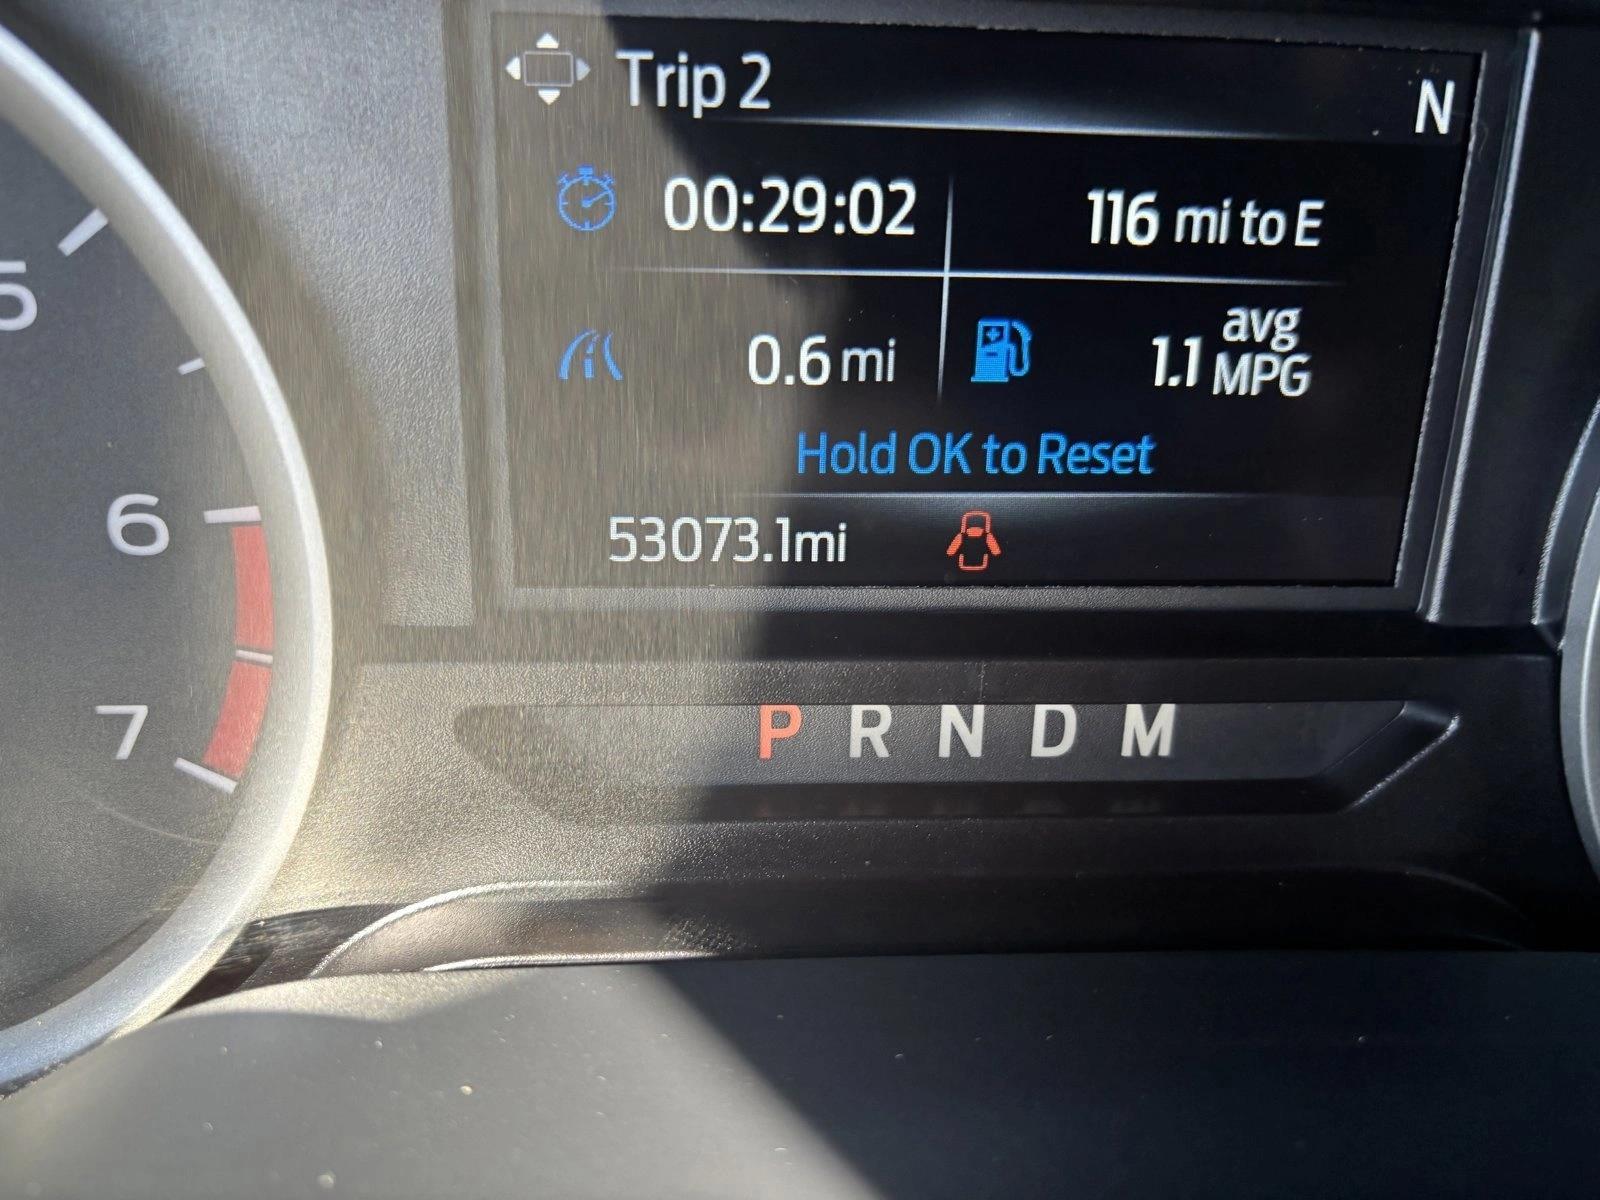 Trip 2
N
00:29:02
116 mi to E
0.6 mi
1.1 avg MPG
Hold OK to Reset
53073.1mi
5
6
7
P R N D M